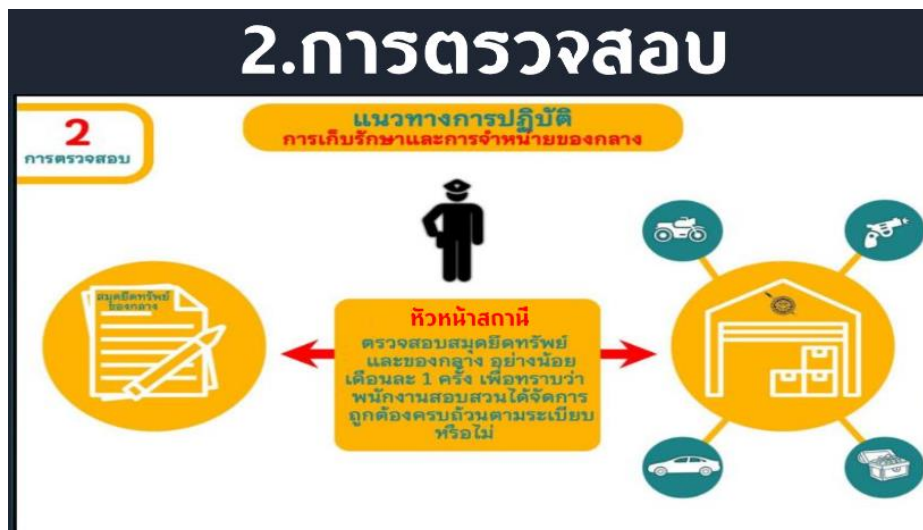 2.การตรวจสอบ
2
การตรวจสอบ
แนวทางการปฏิบัติ
การเก็บรักษาและการจำหน่ายของกลาง
สมุดยึดทรัพย์
ของกลาง
หัวหน้าสถานี
ตรวจสอบสมุดยึดทรัพย์
และของกลาง อย่างน้อย
เดือนละ 1 ครั้ง เพื่อทราบว่า
พนักงานสอบสวนได้จัดการ
ถูกต้องครบถ้วนตามระเบียบ
หรือไม่